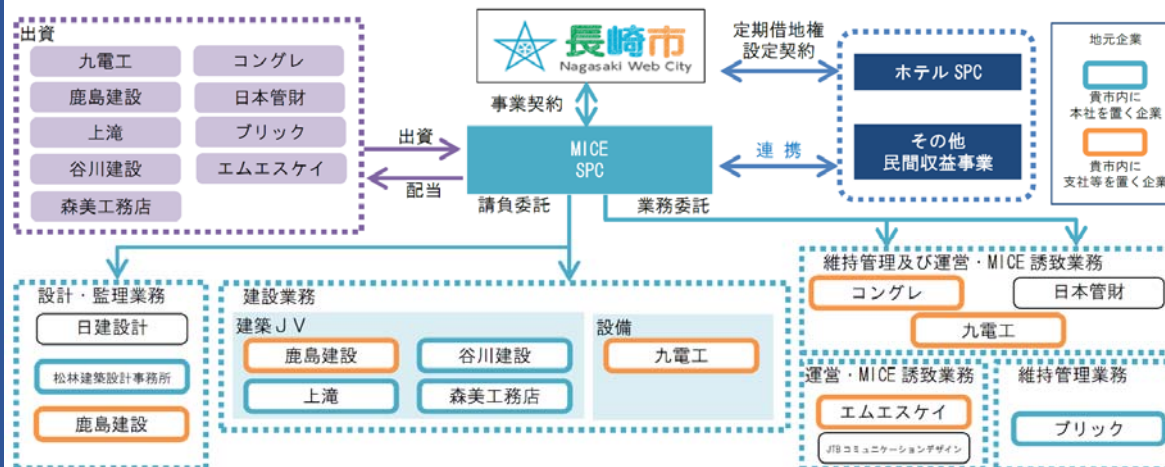 出資
九電工
コングレ
鹿島建設
日本管財
上滝
ブリック
谷川建設
エムエスケイ
森美工務店
出資
配当
長崎市
Nagasaki Web City
事業契約
MICE
SPC
請負委託
業務委託
定期借地権
設定契約
連携
ホテル SPC
その他
民間収益事業
地元企業
貴市内に
本社を置く企業
貴市内に
支社等を置く企業
設計・監理業務
日建設計
松林建築設計事務所
鹿島建設
建設業務
建築ＪＶ
鹿島建設
谷川建設
上滝
森美工務店
設備
九電工
維持管理及び運営・MICE 誘致業務
コングレ
日本管財
九電工
運営・MICE 誘致業務
エムエスケイ
JTBコミュニケーションデザイン
維持管理業務
ブリック